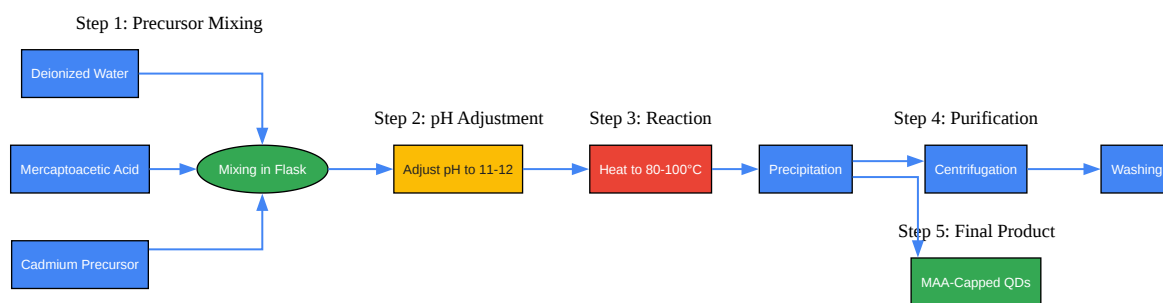 Step 1: Precursor Mixing
Deionized Water
Mercaptoacetic Acid
Cadmium Precursor
Mixing in Flask
Step 2: pH Adjustment
Adjust pH to 11-12
Step 3: Reaction
Heat to 80-100°C
Precipitation
Step 4: Purification
Centrifugation
Washing
Step 5: Final Product
MAA-Capped QDs